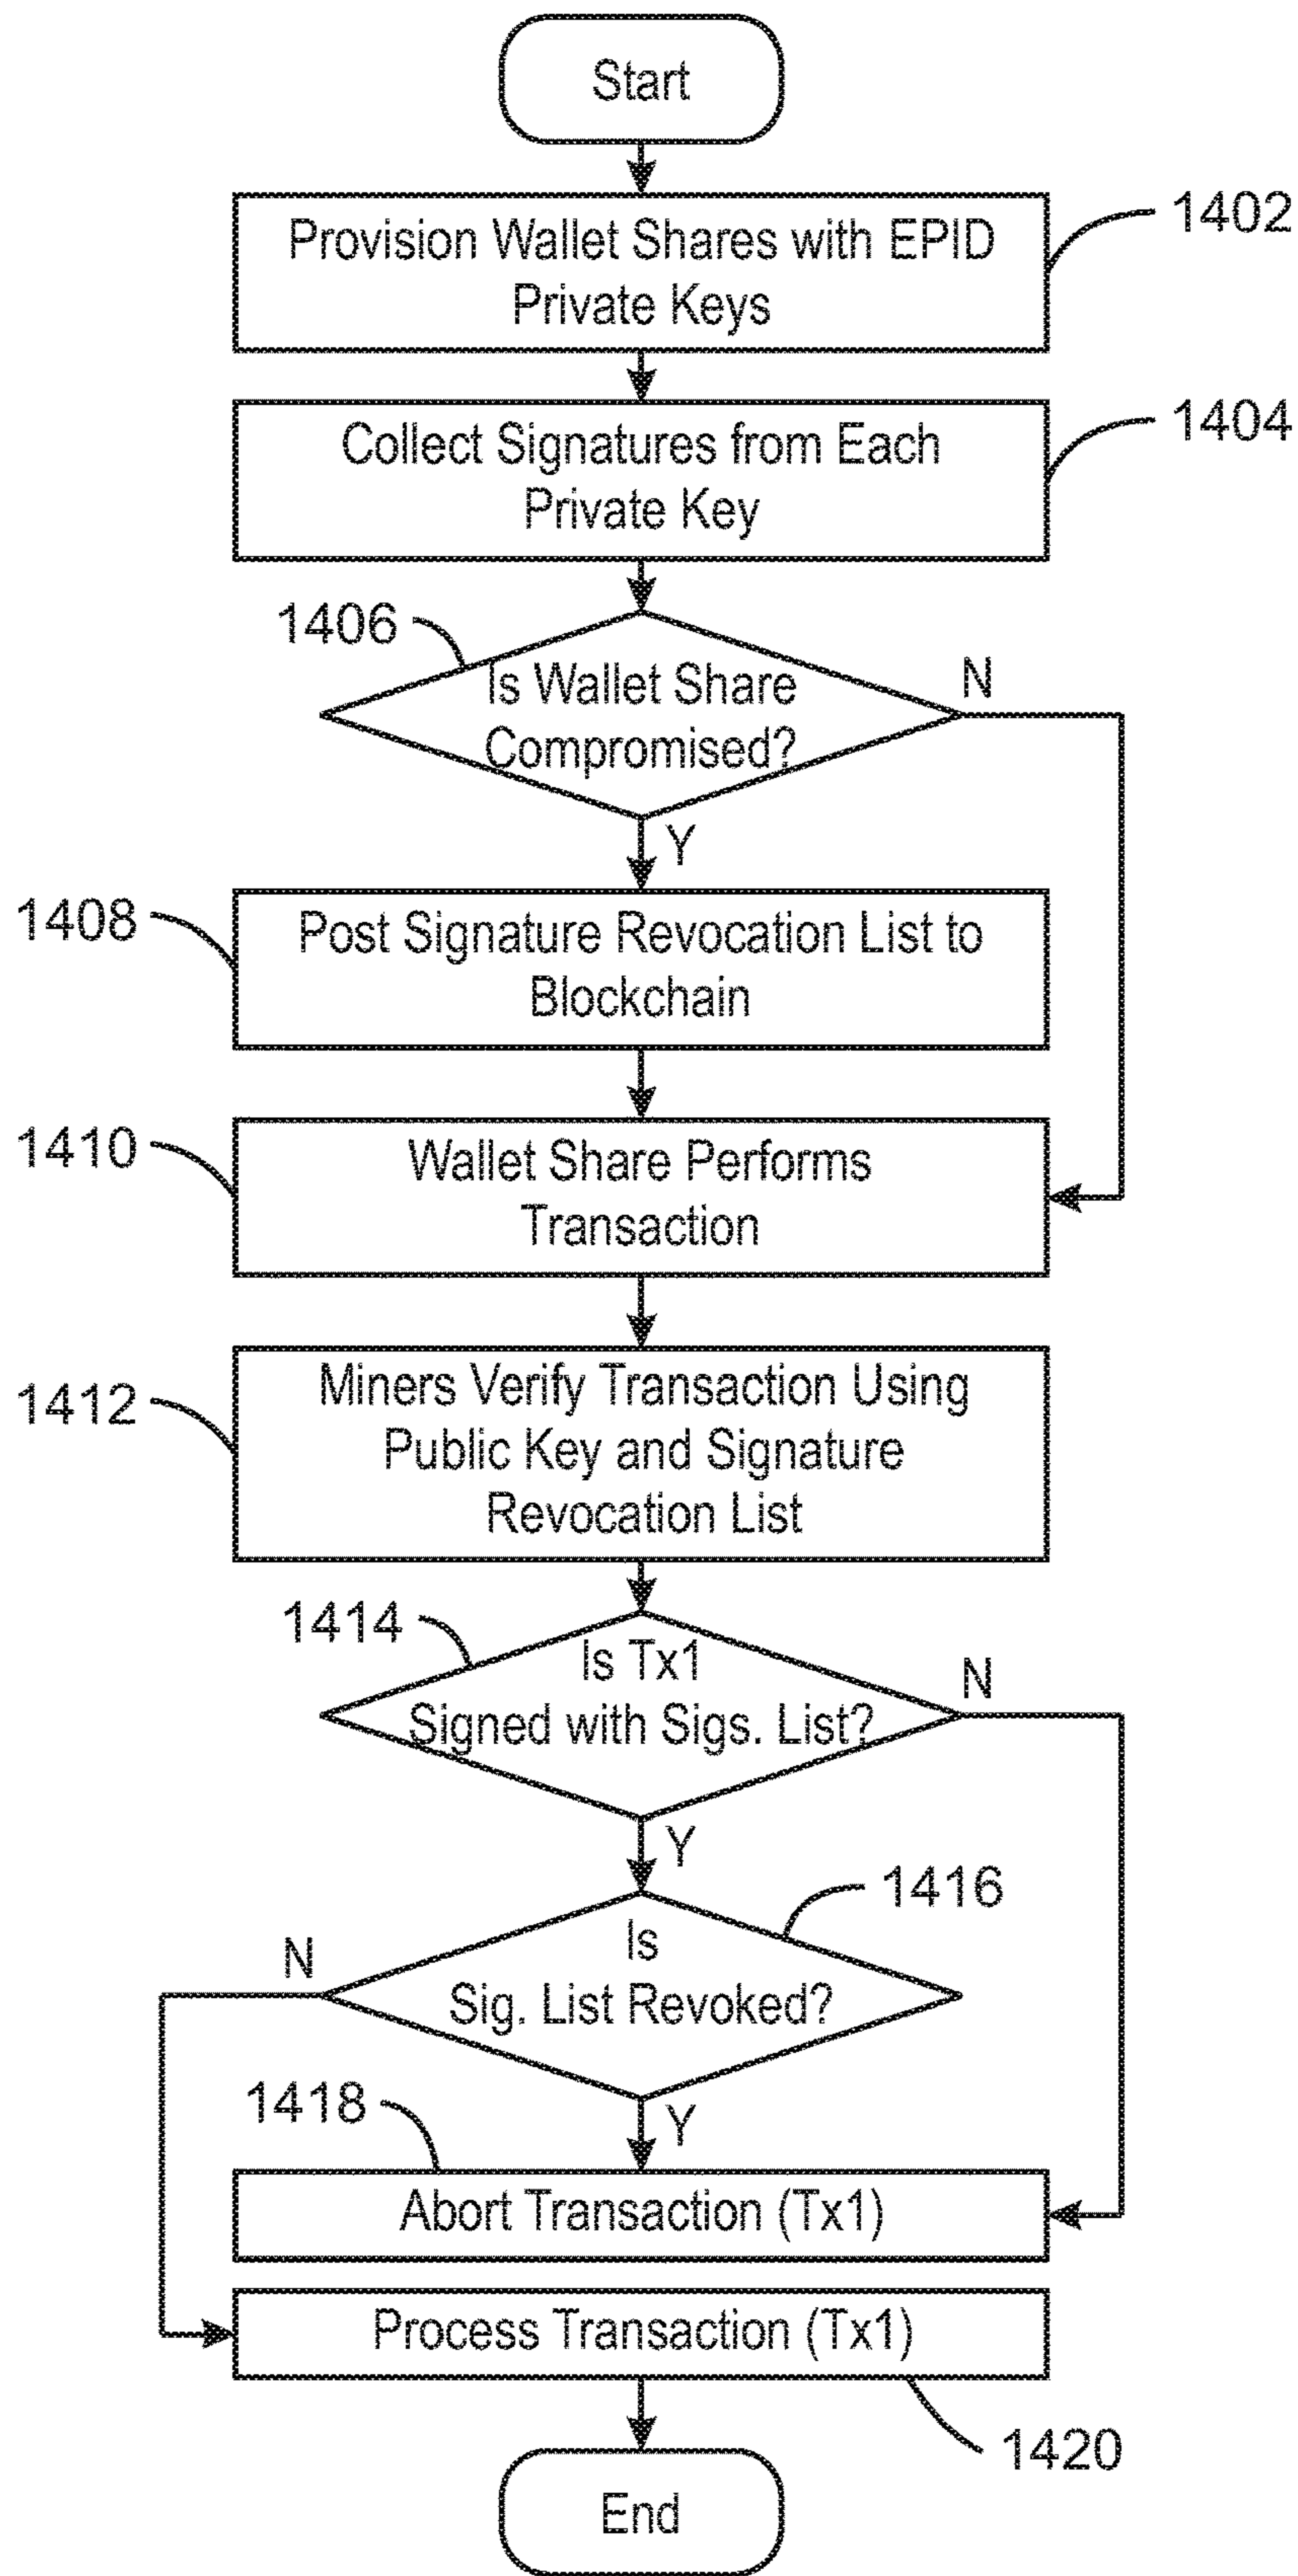 Start
Provision Wallet Shares with EPID
Private Keys
1402
Collect Signatures from Each
Private Key
1404
1406
Is Wallet Share
Compromised?
N
Y
1408
Post Signature Revocation List to
Blockchain
1410
Wallet Share Performs
Transaction
1412
Miners Verify Transaction Using
Public Key and Signature
Revocation List
1414
Is Tx1
Signed with Sigs. List?
N
Y
1416
Is
Sig. List Revoked?
N
Y
1418
Abort Transaction (Tx1)
Process Transaction (Tx1)
1420
End